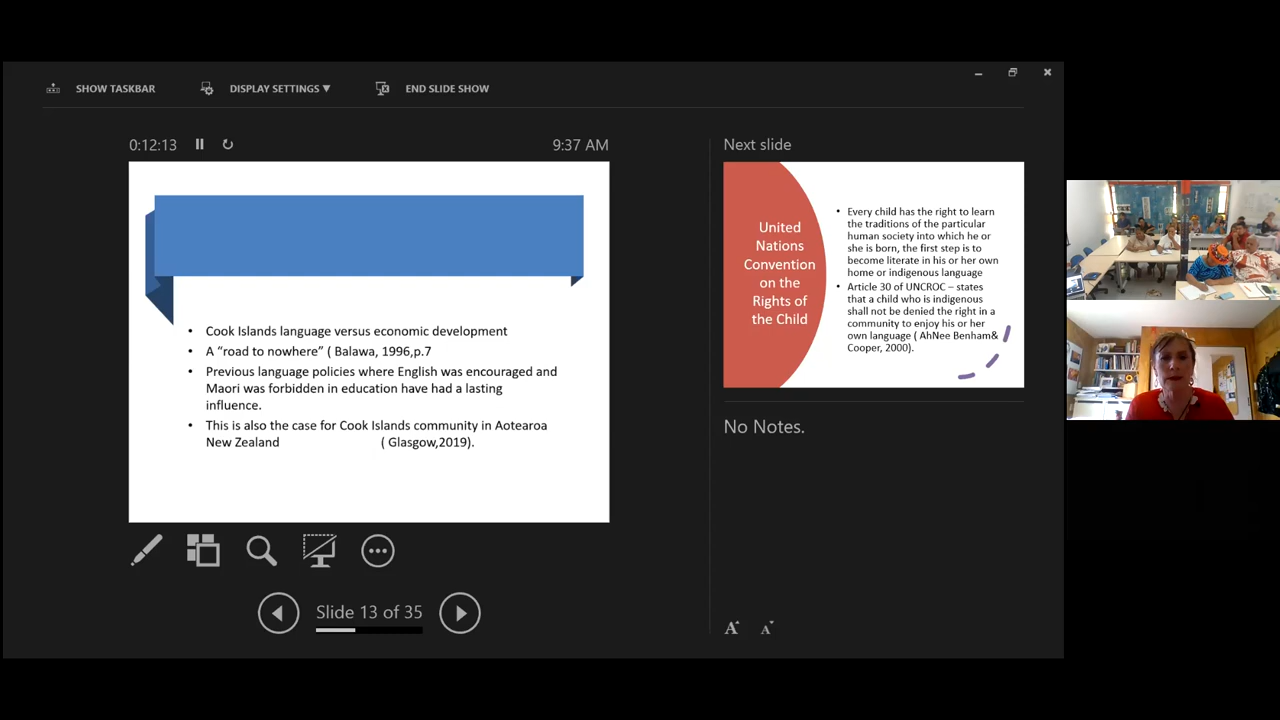 SHOW TASKBAR
DISPLAY SETTINGS ▼
END SLIDE SHOW
0:12:13
9:37 AM
• Cook Islands language versus economic development
• A “road to nowhere” ( Balawa, 1996,p.7
• Previous language policies where English was encouraged and
Maori was forbidden in education have had a lasting
influence.
• This is also the case for Cook Islands community in Aotearoa
New Zealand ( Glasgow,2019).
Slide 13 of 35
Next slide
United
Nations
Convention
on the
Rights of
the Child
• Every child has the right to learn
the traditions of the particular
human society into which he or
she is born, the first step is to
become literate in his or her own
home or indigenous language
• Article 30 of UNCROC – states
that a child who is indigenous
shall not be denied the right in a
community to enjoy his or her
own language ( AhNee Benham&
Cooper, 2000).
No Notes.
A A